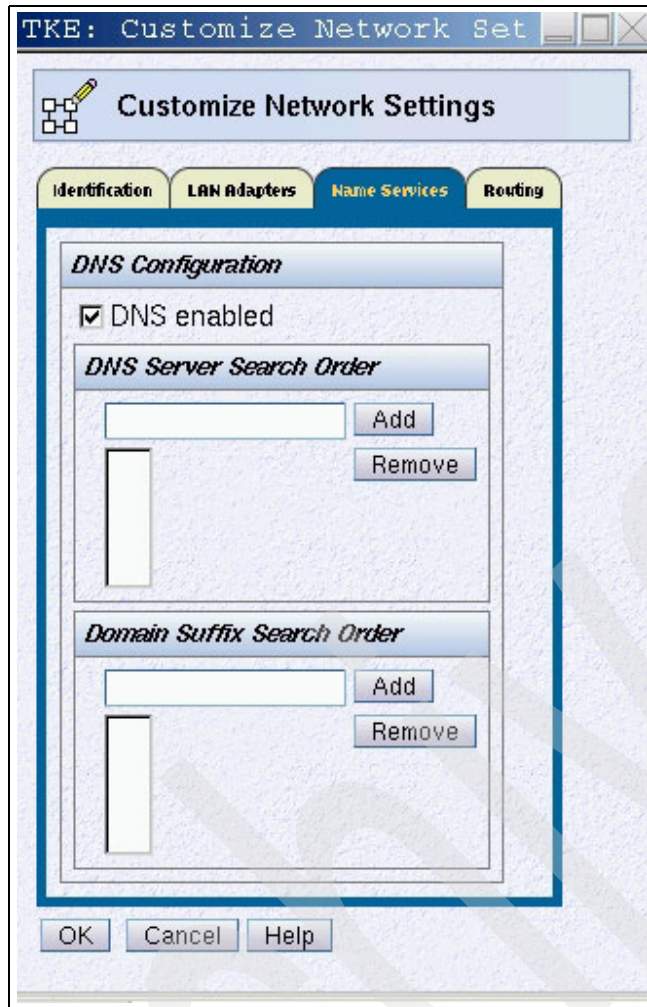 TKE: Customize Network Set
Customize Network Settings
Identification LAN Adapters Name Services Routing
DNS Configuration
DNS enabled
DNS Server Search Order
Add
Remove
Domain Suffix Search Order
Add
Remove
OK Cancel Help